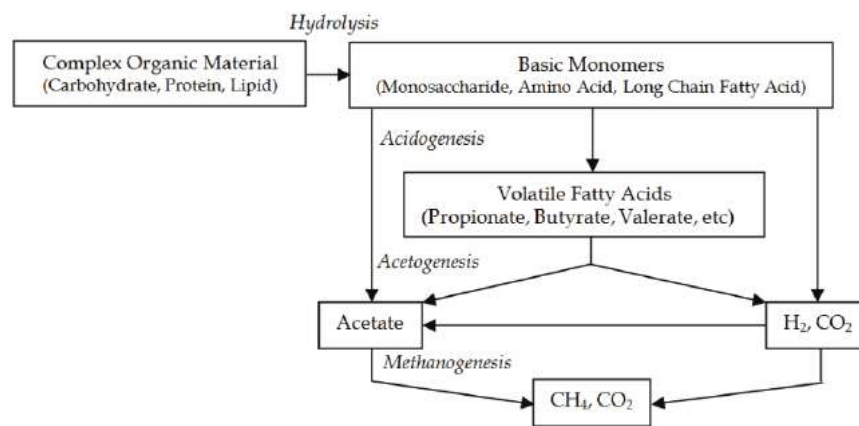 Hydrolysis
Complex Organic Material
(Carbohydrate, Protein, Lipid)
Basic Monomers
(Monosaccharide, Amino Acid, Long Chain Fatty Acid)
Acidogenesis
Volatile Fatty Acids
(Propionate, Butyrate, Valerate, etc)
Acetogenesis
Acetate
H₂, CO₂
Methanogenesis
CH₄, CO₂